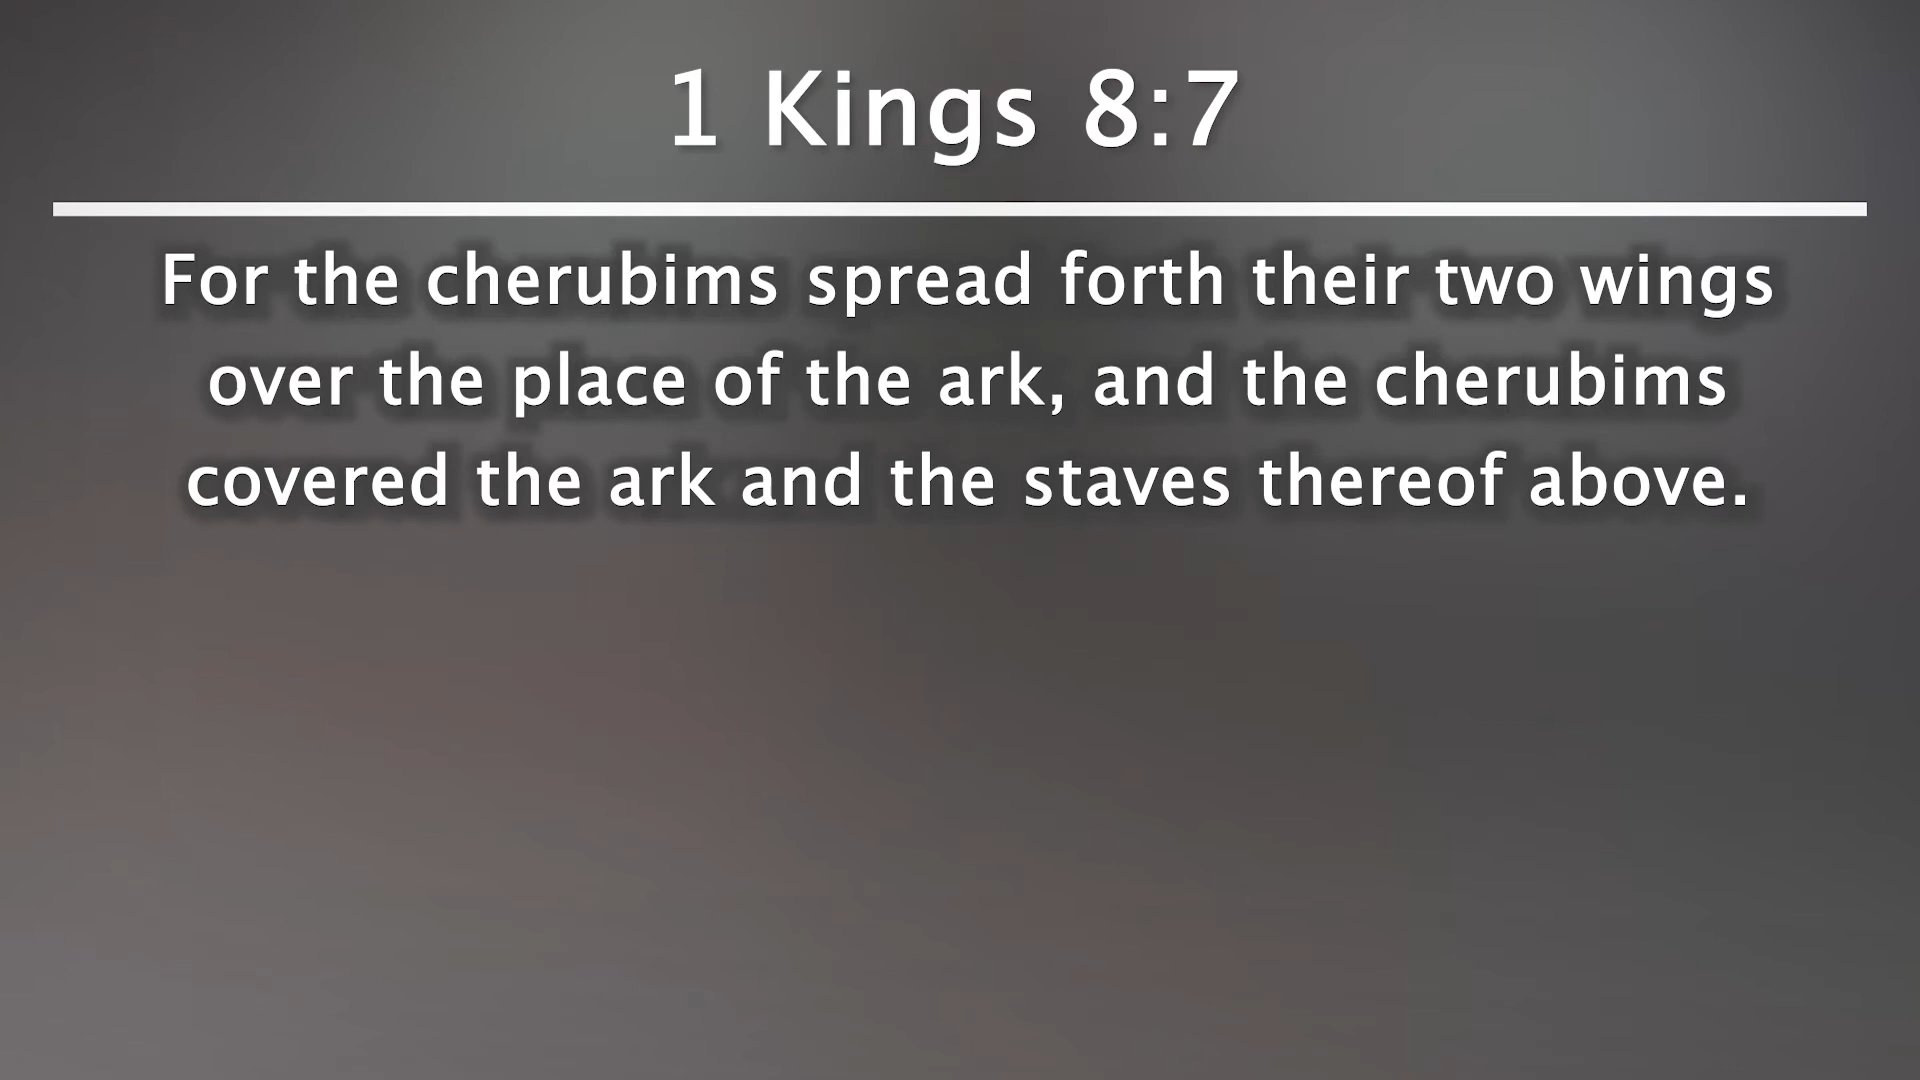 1 Kings 8:7
For the cherubims spread forth their two wings
over the place of the ark, and the cherubims
covered the ark and the staves thereof above.